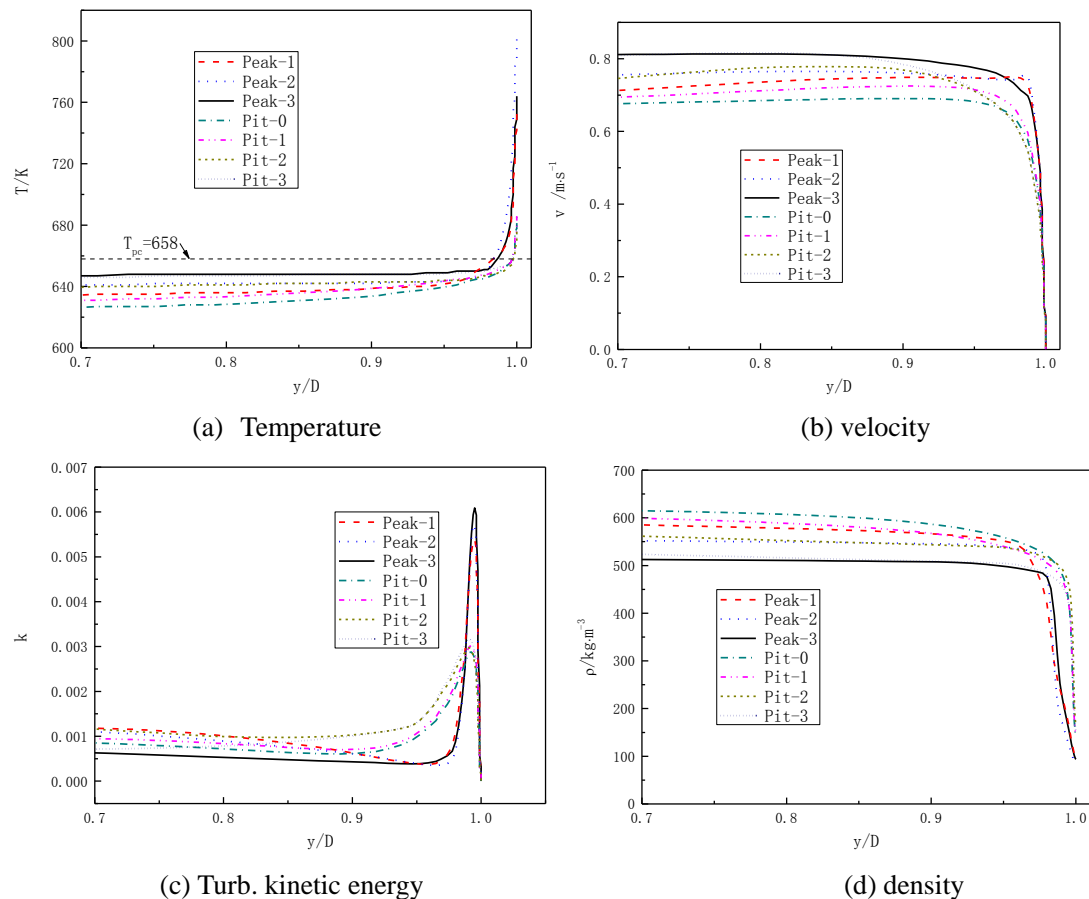 800
760
720
680
640
600
T/K
Peak-1
Peak-2
Peak-3
Pit-0
Pit-1
Pit-2
Pit-3
T_pc=658
0.7
0.8
0.9
1.0
y/D
(a) Temperature
0.8
0.6
0.4
0.2
0.0
v /m·s⁻¹
Peak-1
Peak-2
Peak-3
Pit-0
Pit-1
Pit-2
Pit-3
0.7
0.8
0.9
1.0
y/D
(b) velocity
0.007
0.006
0.005
0.004
0.003
0.002
0.001
0.000
k
Peak-1
Peak-2
Peak-3
Pit-0
Pit-1
Pit-2
Pit-3
0.7
0.8
0.9
1.0
y/D
(c) Turb. kinetic energy
700
600
500
400
300
200
100
0
ρ/kg·m⁻³
Peak-1
Peak-2
Peak-3
Pit-0
Pit-1
Pit-2
Pit-3
0.7
0.8
0.9
1.0
y/D
(d) density